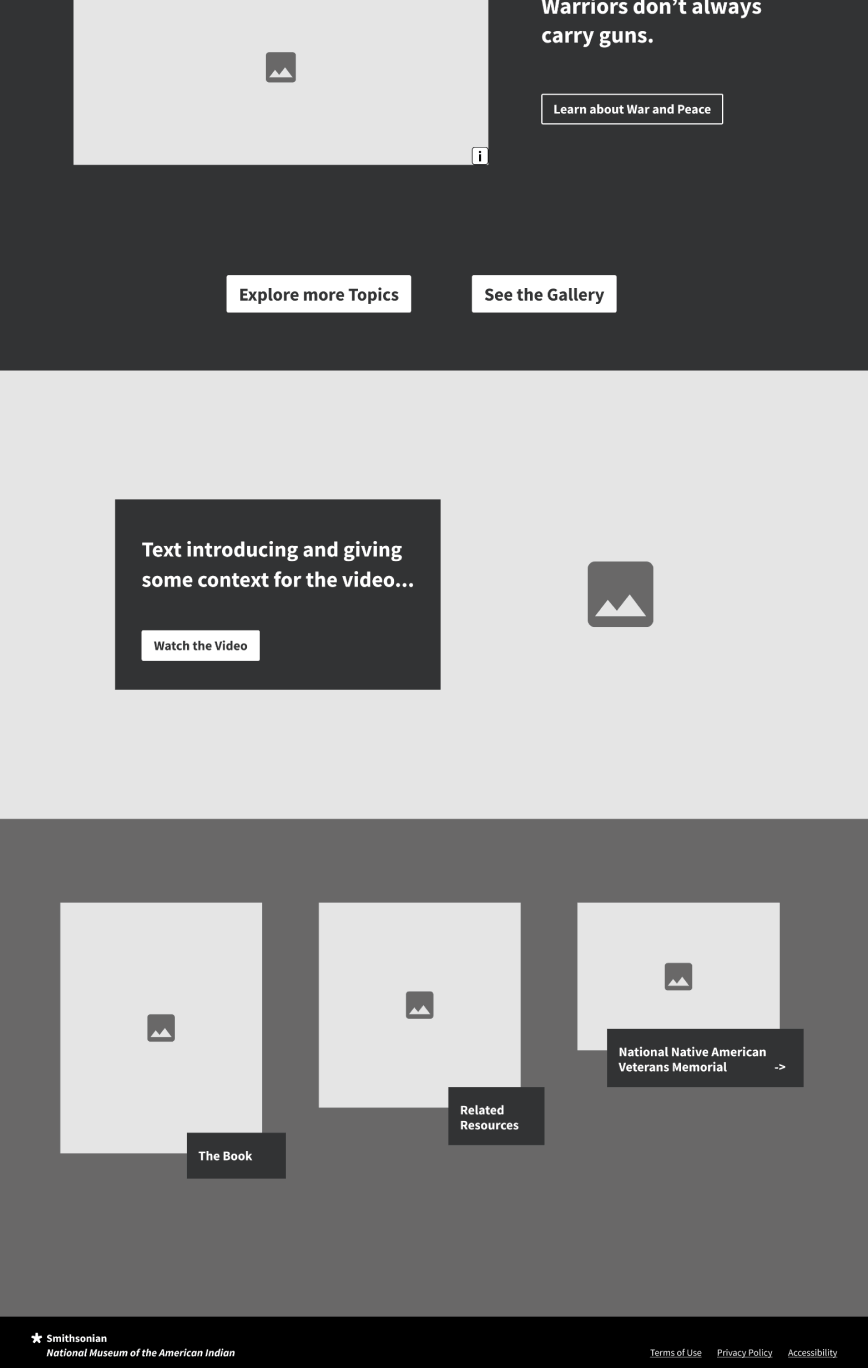 Warriors don’t always
carry guns.
Learn about War and Peace
i
Explore more Topics
See the Gallery
Text introducing and giving
some context for the video...
Watch the Video
National Native American
Veterans Memorial ->
Related
Resources
The Book
Smithsonian
National Museum of the American Indian
Terms of Use
Privacy Policy
Accessibility